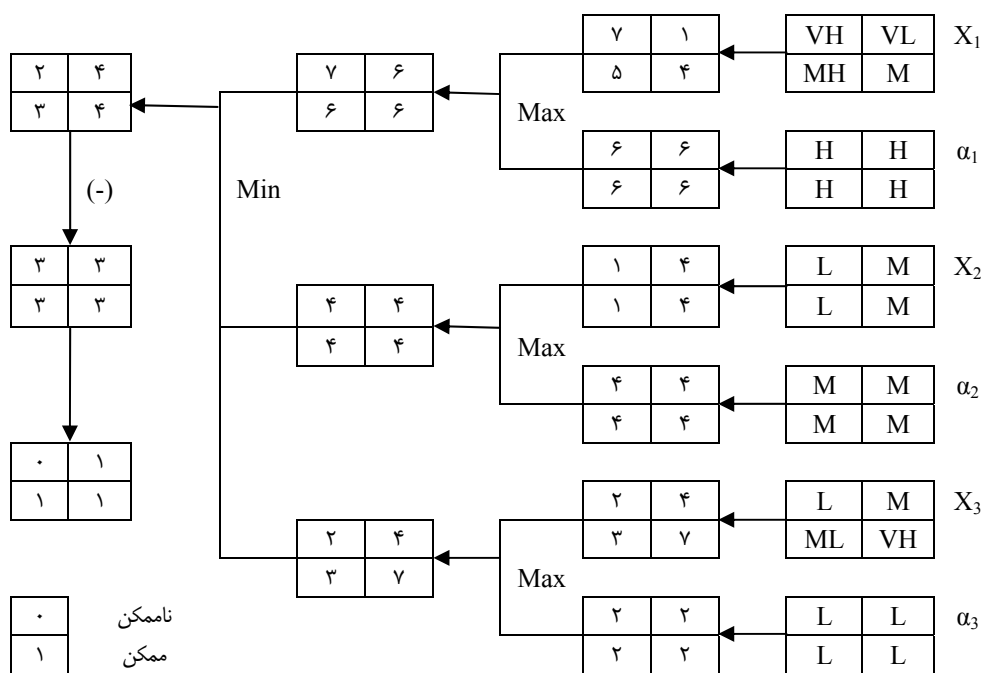 ۷ ۱ VH VL X₁
۲ ۴ ۷ ۶ ۵ ۴ MH M
۳ ۴ ۶ ۶ Max
۶ ۶ H H α₁
(-) Min ۶ ۶ H H
۳ ۳ ۱ ۴ L M X₂
۳ ۳ ۴ ۴ ۱ ۴ L M
۴ ۴ Max
۴ ۴ M M α₂
۴ ۴ M M
۰ ۱
۱ ۱ ۲ ۴ L M X₃
۲ ۴ ۳ ۷ ML VH
۳ ۷ Max
۰ ناممکن ۲ ۲ L L α₃
۱ ممکن ۲ ۲ L L